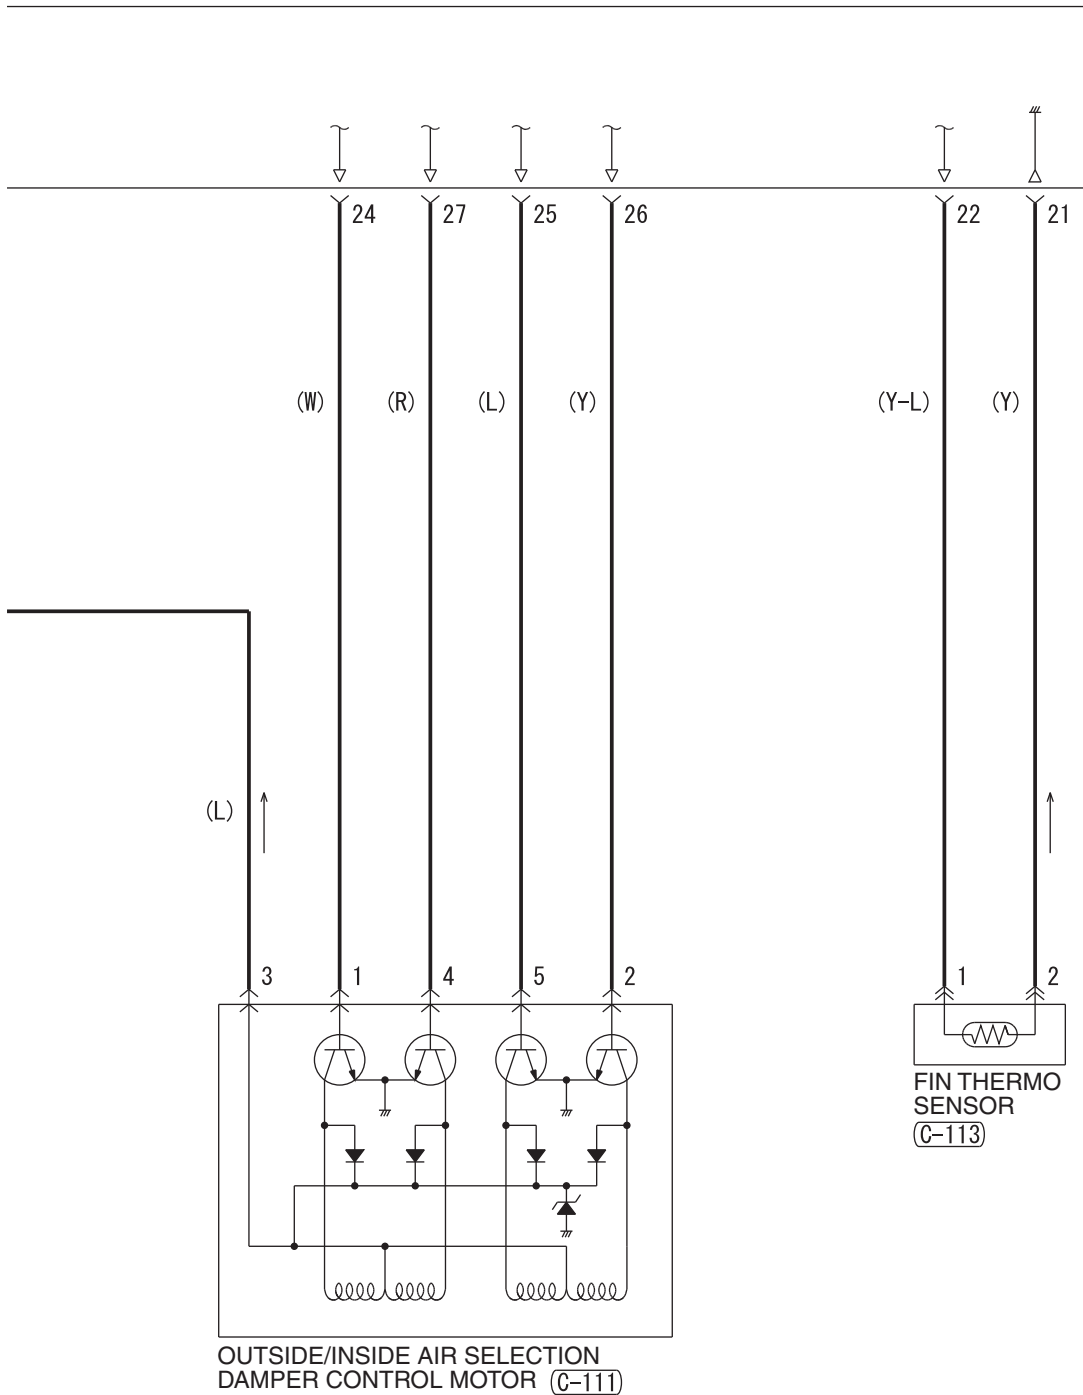 24 27 25 26 22 21
(W) (R) (L) (Y) (Y-L) (Y)
(L)
3 1 4 5 2 1 2
FIN THERMO
SENSOR
C-113
OUTSIDE/INSIDE AIR SELECTION
DAMPER CONTROL MOTOR C-111